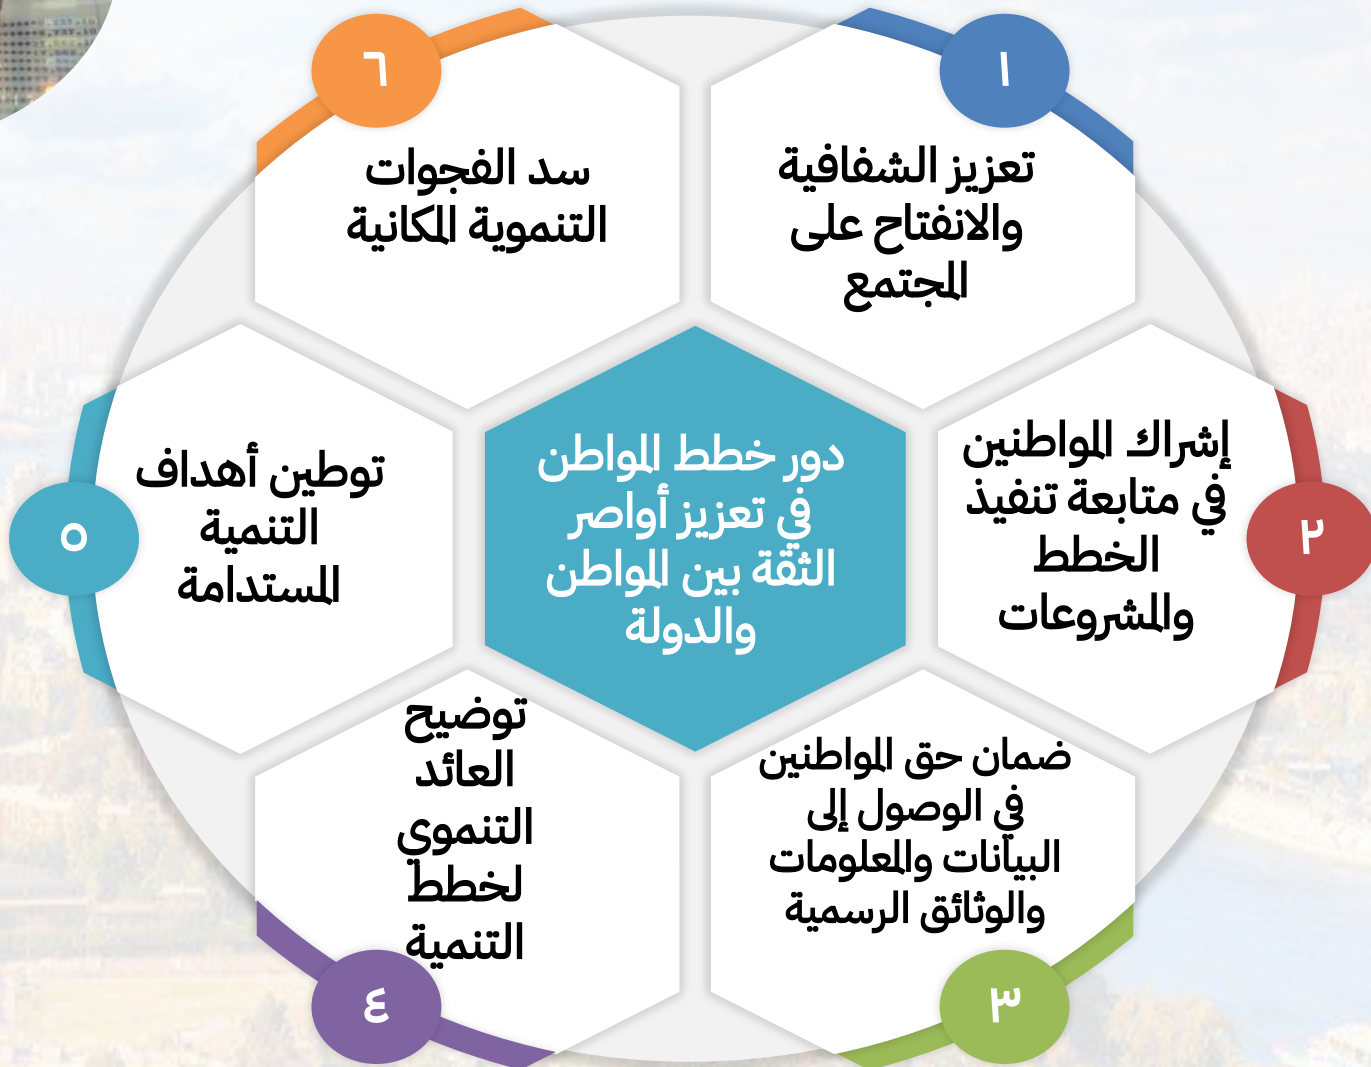 دور خطط المواطن
في تعزيز أواصر
الثقة بين المواطن
والدولة
١
تعزيز الشفافية
والانفتاح على
المجتمع
٢
إشراك المواطنين
في متابعة تنفيذ
الخطط
والمشروعات
٣
ضمان حق المواطنين
في الوصول إلى
البيانات والمعلومات
والوثائق الرسمية
٤
توضيح
العائد
التنموي
لخطط
التنمية
٥
توطين أهداف
التنمية
المستدامة
٦
سد الفجوات
التنموية المكانية